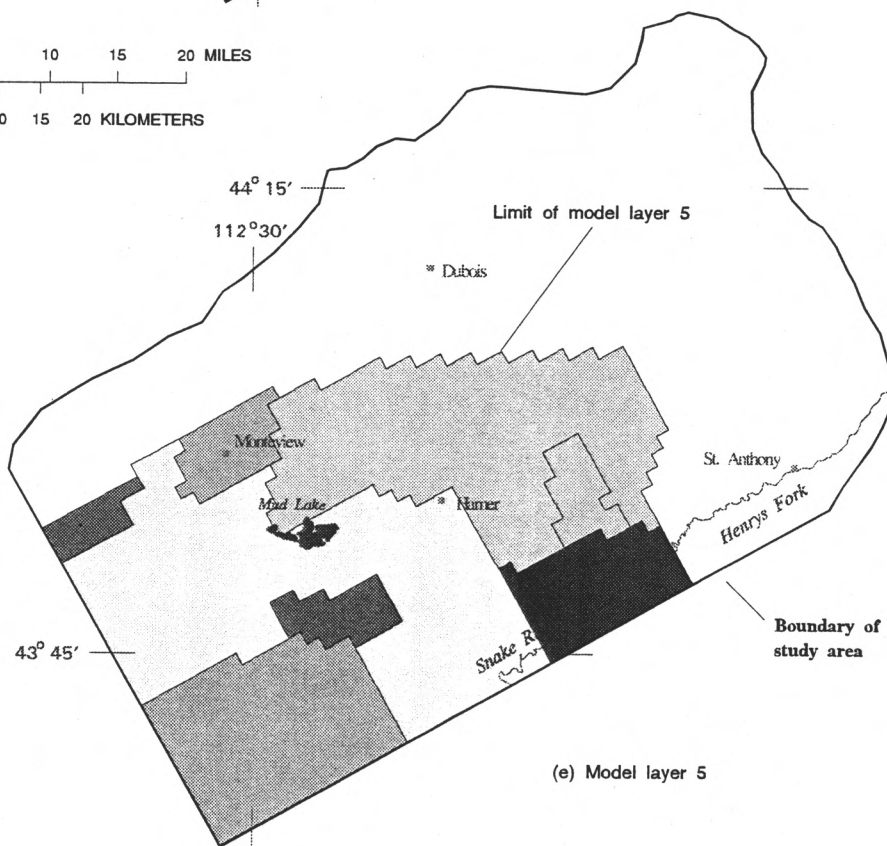 10 15 20 MILES
0 15 20 KILOMETERS
44° 15′
112° 30′
Limit of model layer 5
Dubois
Monteview
St. Anthony
Mud Lake
Hamer
Henrys Fork
Snake R
Boundary of
study area
43° 45′
(e) Model layer 5